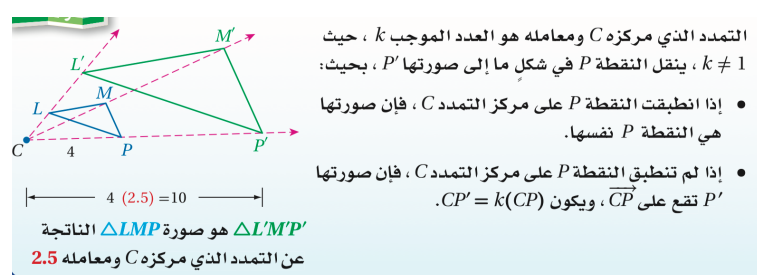 التمدد الذي مركزه C ومعامله هو العدد الموجب k ، حيث
k ≠ 1 ، ينقل النقطة P في شكلٍ ما إلى صورتها P′ ، بحيث:
• إذا انطبقت النقطة P على مركز التمدد C ، فإن صورتها
هي النقطة P نفسها.
• إذا لم تنطبق النقطة P على مركز التمدد C ، فإن صورتها
P′ تقع على $\overrightarrow{CP}$ ، ويكون CP′ = k(CP).
M′
L′
M
L
C
4
P
P′
4 (2.5) =10
△L′M′P′ هو صورة △LMP الناتجة
عن التمدد الذي مركزه C ومعامله 2.5